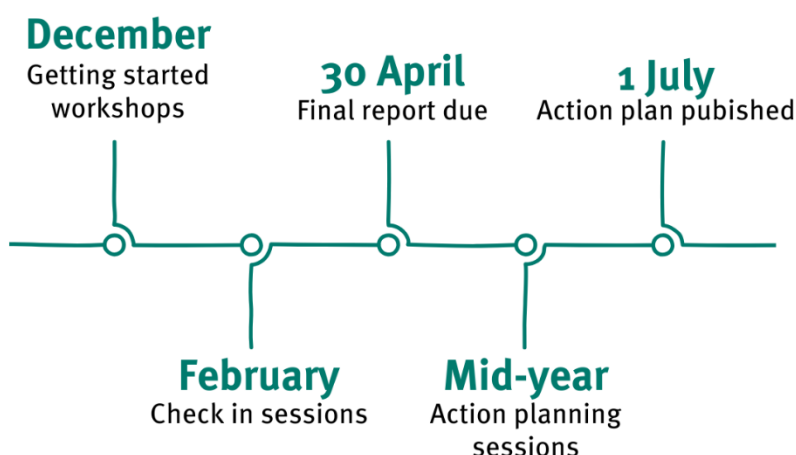 December
Getting started
workshops
30 April
Final report due
1 July
Action plan pubished
February
Check in sessions
Mid-year
Action planning
sessions